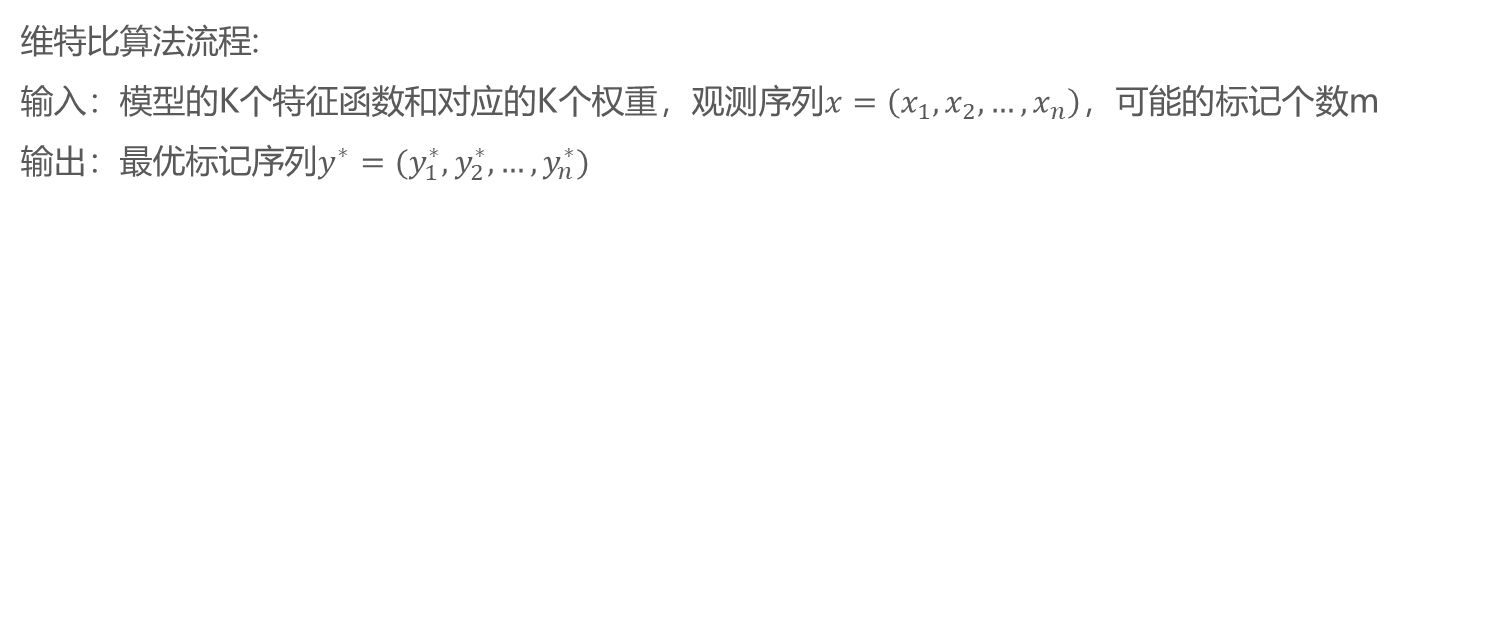 维特比算法流程:
输入：模型的K个特征函数和对应的K个权重，观测序列x = (x₁, x₂, … , xₙ)，可能的标记个数m
输出：最优标记序列y* = (y₁*, y₂*, … , yₙ*)